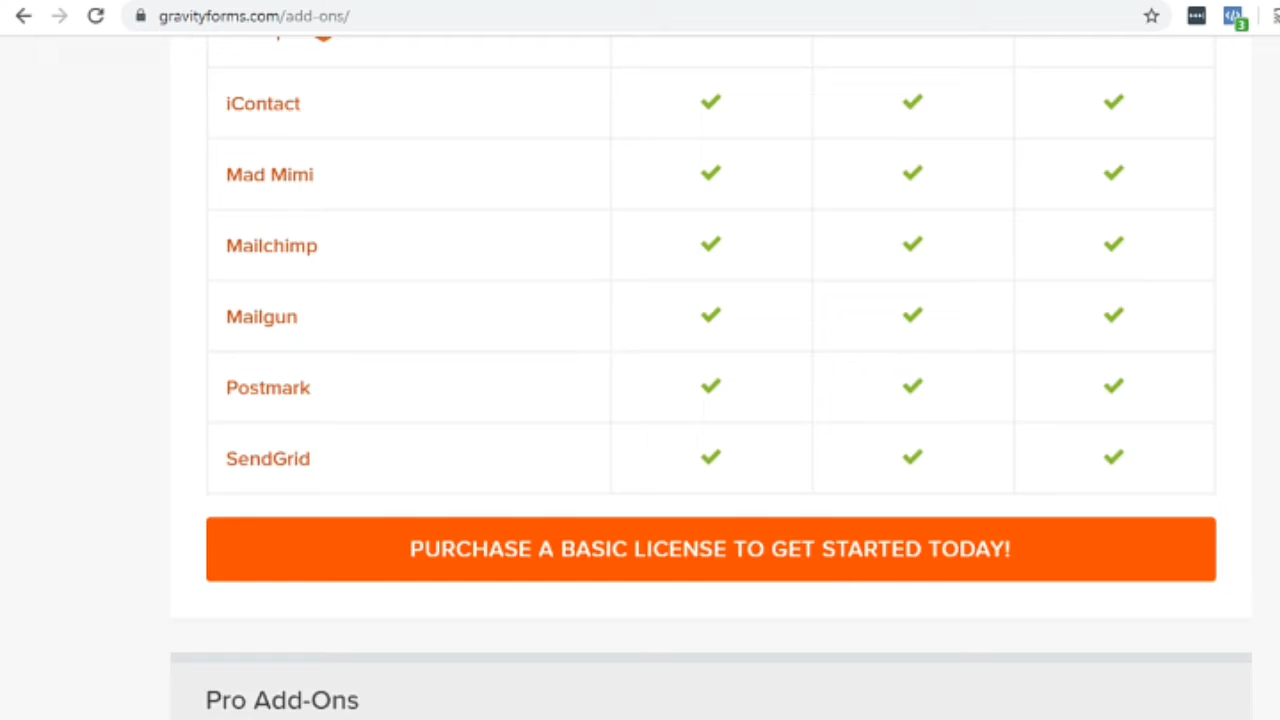 gravityforms.com/add-ons/
3
iContact
Mad Mimi
Mailchimp
Mailgun
Postmark
SendGrid
PURCHASE A BASIC LICENSE TO GET STARTED TODAY!
Pro Add-Ons